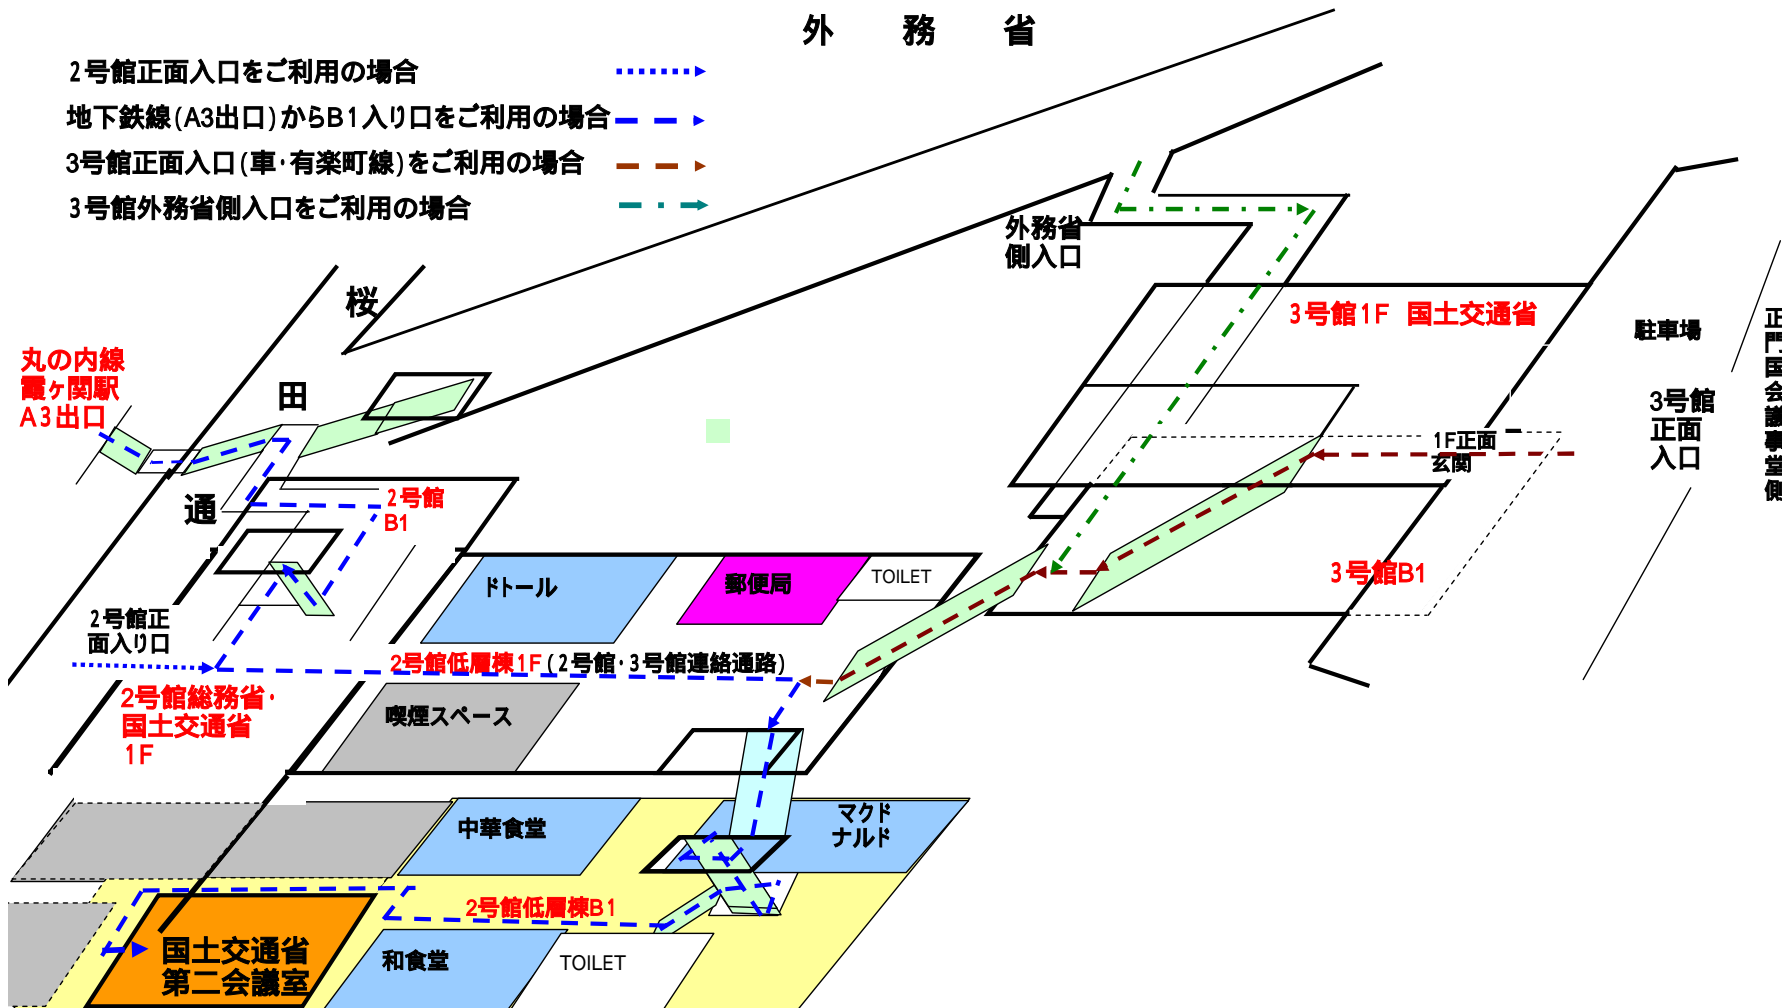 外務省
2号館正面入口をご利用の場合
地下鉄線(A3出口)からB1入り口をご利用の場合
3号館正面入口(車・有楽町線)をご利用の場合
3号館外務省側入口をご利用の場合
外務省
側入口
桜
田
通
丸の内線
霞ヶ関駅
A3出口
3号館1F 国土交通省
駐車場
正門国会議事堂側
3号館
正面
入口
1F正面
玄関
2号館
B1
3号館B1
ドトール
郵便局
TOILET
2号館正
面入り口
2号館低層棟1F(2号館・3号館連絡通路)
2号館総務省・
国土交通省
1F
喫煙スペース
中華食堂
マクド
ナルド
2号館低層棟B1
国土交通省
第二会議室
和食堂
TOILET